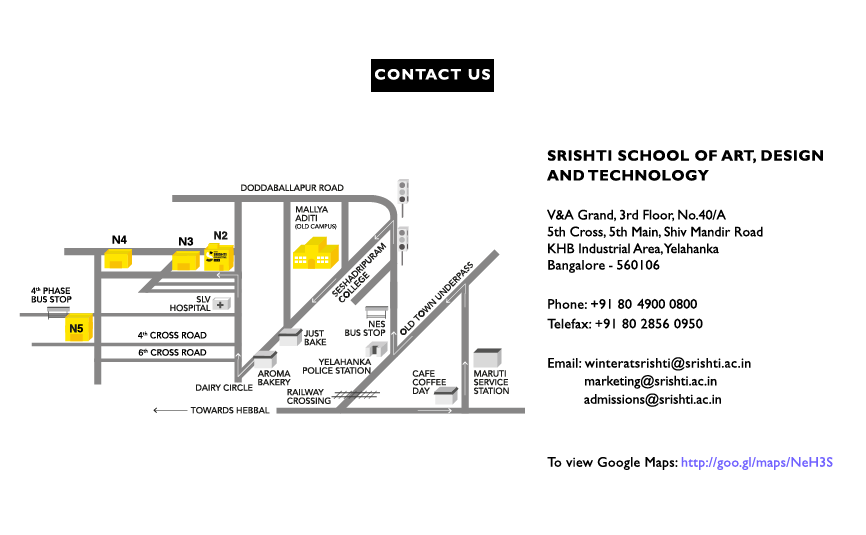 CONTACT US
DODDABALLAPUR ROAD
MALLYA
ADITI
(OLD CAMPUS)
N4
N3
N2
SESHADRIPURAM
COLLEGE
OLD TOWN UNDERPASS
4th PHASE
BUS STOP
SLV
HOSPITAL
N5
4th CROSS ROAD
6th CROSS ROAD
JUST
BAKE
NES
BUS STOP
YELAHANKA
POLICE STATION
AROMA
BAKERY
DAIRY CIRCLE
RAILWAY
CROSSING
CAFE
COFFEE
DAY
MARUTI
SERVICE
STATION
TOWARDS HEBBAL
SRISHTI SCHOOL OF ART, DESIGN
AND TECHNOLOGY
V&A Grand, 3rd Floor, No.40/A
5th Cross, 5th Main, Shiv Mandir Road
KHB Industrial Area, Yelahanka
Bangalore - 560106
Phone: +91 80 4900 0800
Telefax: +91 80 2856 0950
Email: winteratsrishti@srishti.ac.in
marketing@srishti.ac.in
admissions@srishti.ac.in
To view Google Maps: http://goo.gl/maps/NeH3S